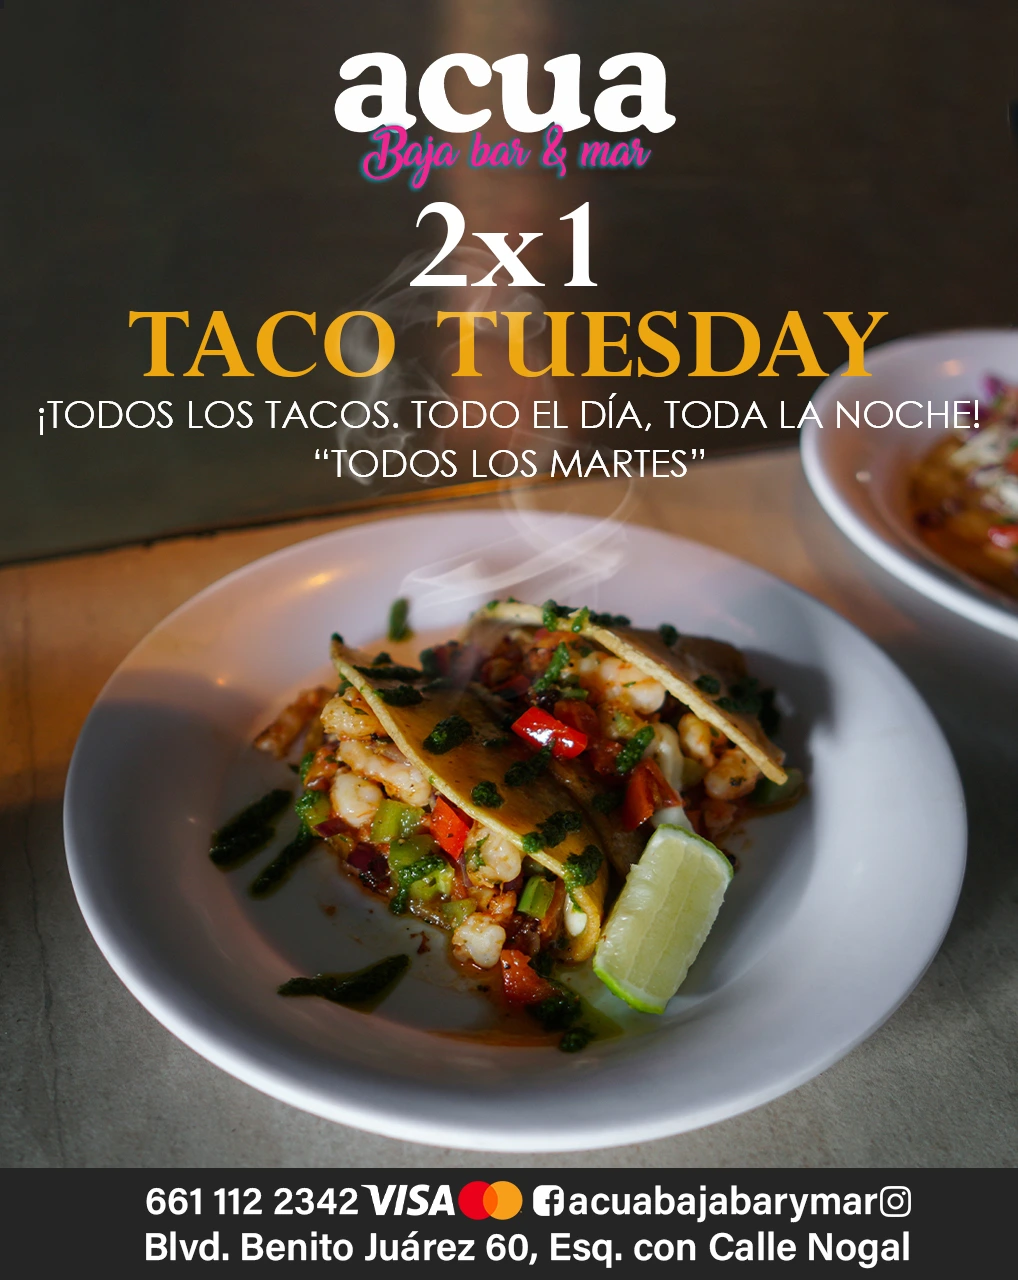 acua
Baja bar & mar
2x1
TACO TUESDAY
¡TODOS LOS TACOS. TODO EL DÍA, TODA LA NOCHE!
“TODOS LOS MARTES”
661 112 2342 VISA acuabajabarymar
Blvd. Benito Juárez 60, Esq. con Calle Nogal